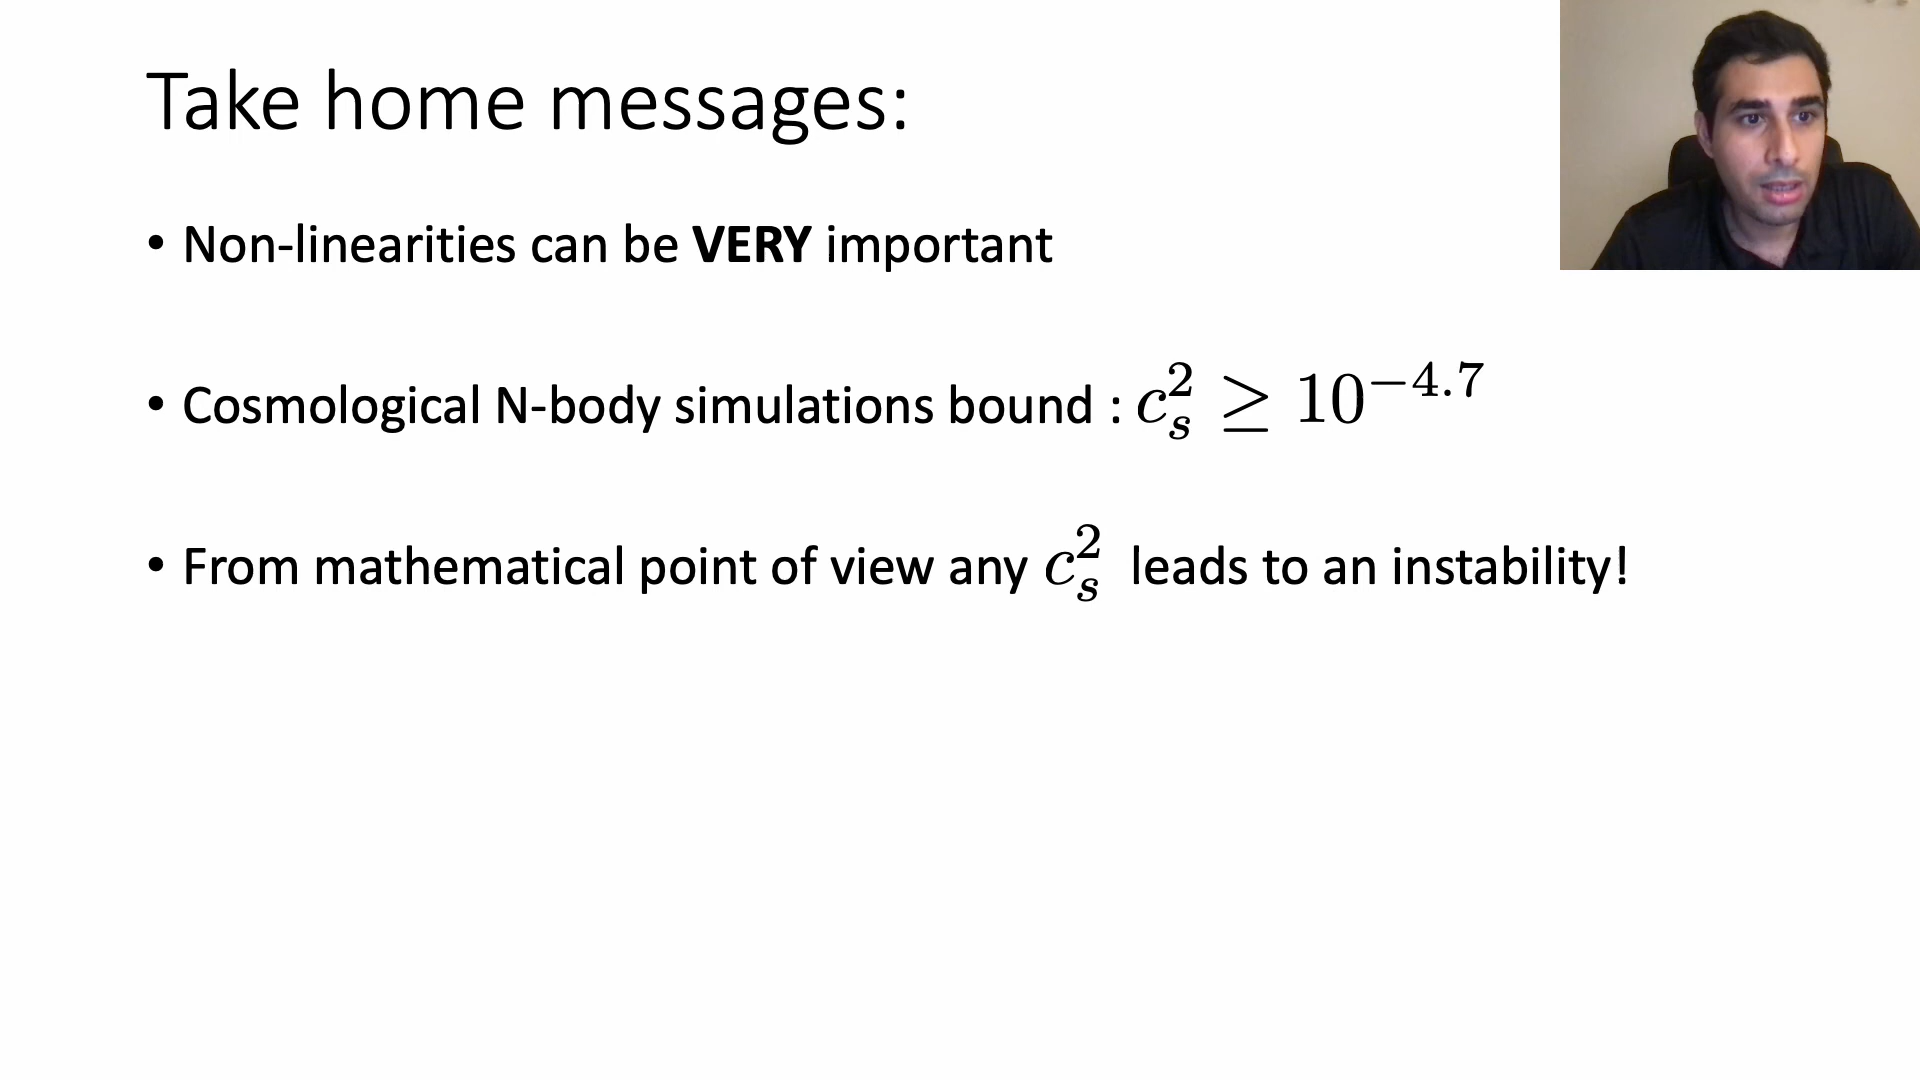 Take home messages:
• Non-linearities can be VERY important
• Cosmological N-body simulations bound : $c_s^2 \geq 10^{-4.7}$
• From mathematical point of view any $c_s^2$ leads to an instability!